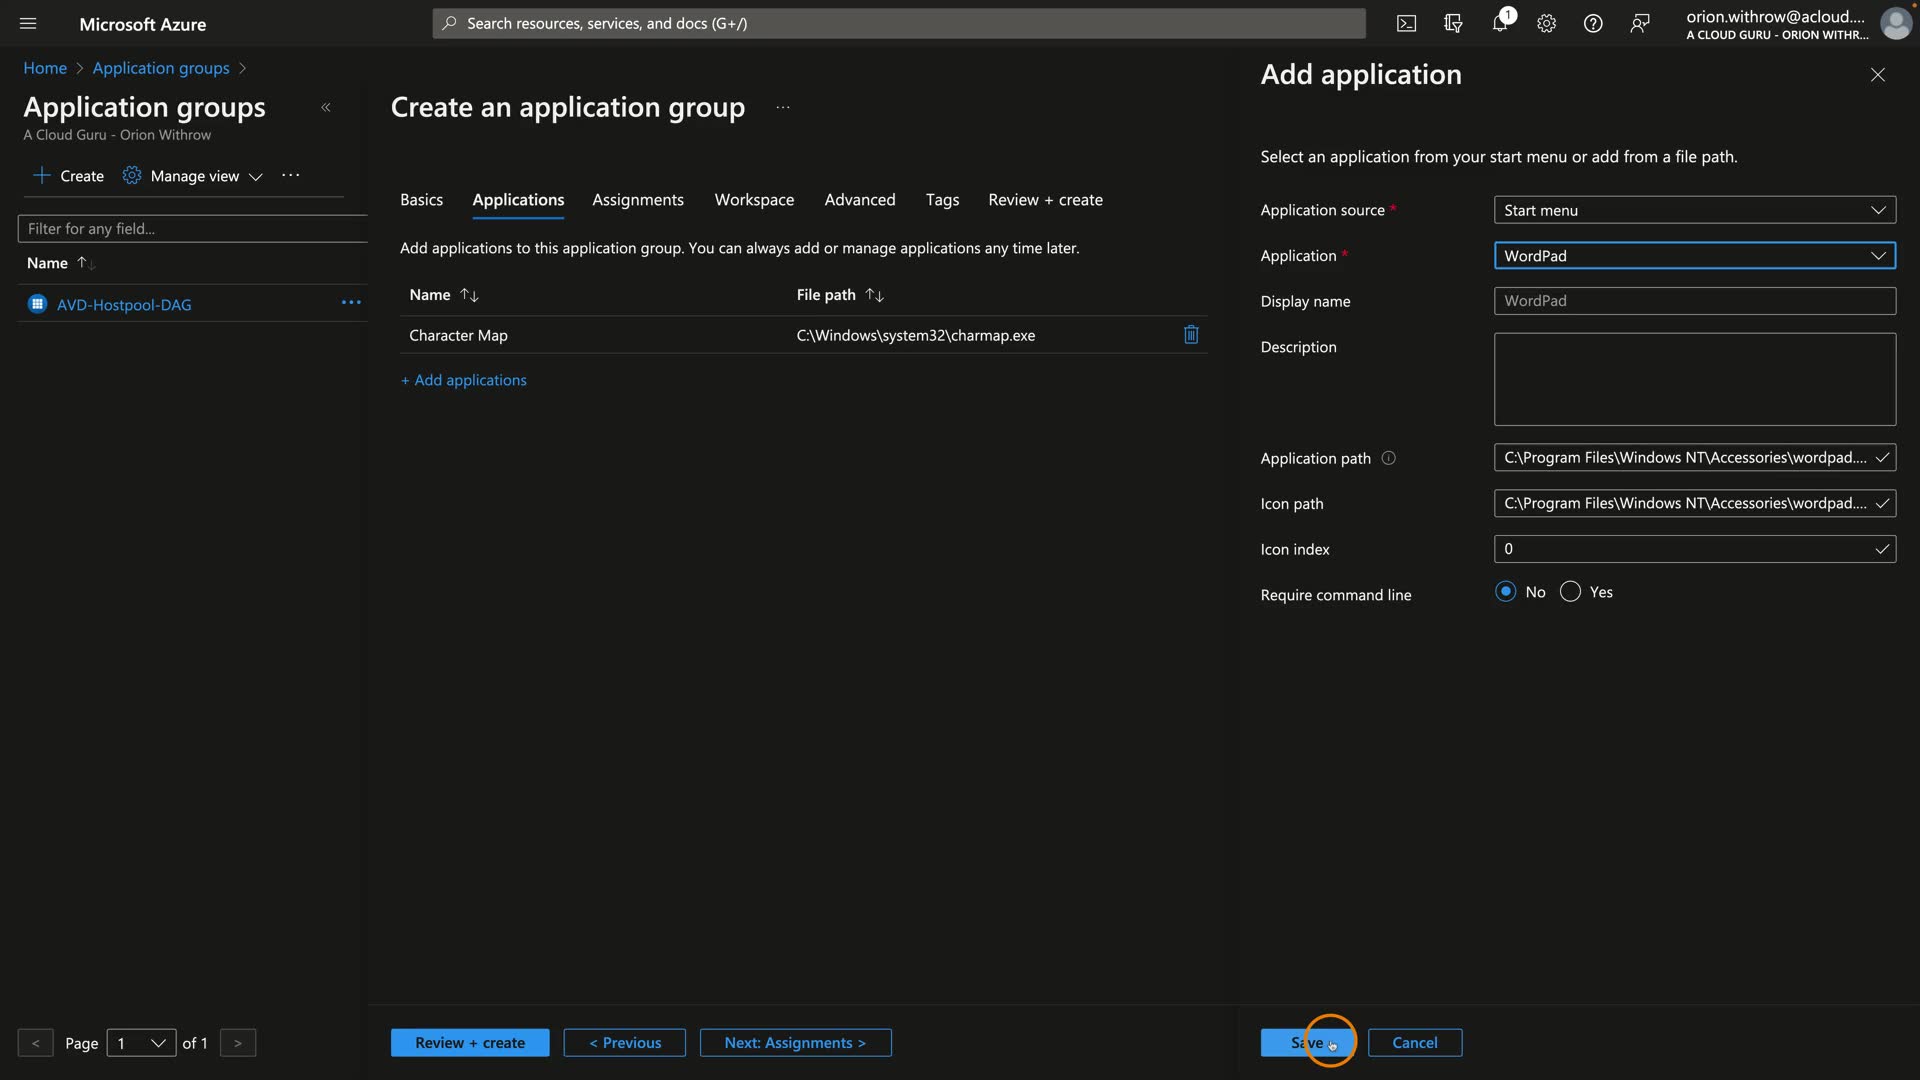 Microsoft Azure
Search resources, services, and docs (G+/)
1
orion.withrow@acloud....
A CLOUD GURU - ORION WITHR...
Home > Application groups >
Application groups
«
A Cloud Guru - Orion Withrow
+ Create
Manage view
...
Filter for any field...
Name ↑↓
AVD-Hostpool-DAG
...
< Page 1 of 1 >
Create an application group
...
Basics
Applications
Assignments
Workspace
Advanced
Tags
Review + create
Add applications to this application group. You can always add or manage applications any time later.
Name ↑↓ File path ↑↓
Character Map C:\Windows\system32\charmap.exe
+ Add applications
Review + create
< Previous
Next: Assignments >
Add application
Select an application from your start menu or add from a file path.
Application source * Start menu
Application * WordPad
Display name WordPad
Description
Application path C:\Program Files\Windows NT\Accessories\wordpad....
Icon path C:\Program Files\Windows NT\Accessories\wordpad....
Icon index 0
Require command line No Yes
Save
Cancel